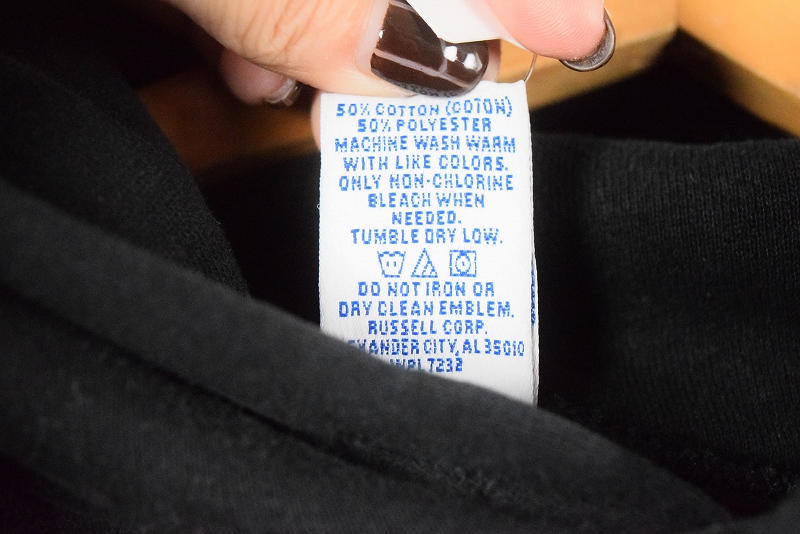 50% COTTON (COTON)
50% POLYESTER
MACHINE WASH WARM
WITH LIKE COLORS.
ONLY NON-CHLORINE
BLEACH WHEN
NEEDED.
TUMBLE DRY LOW.
DO NOT IRON OR
DRY CLEAN EMBLEM.
RUSSELL CORP.
CITY, AL 35010
7232